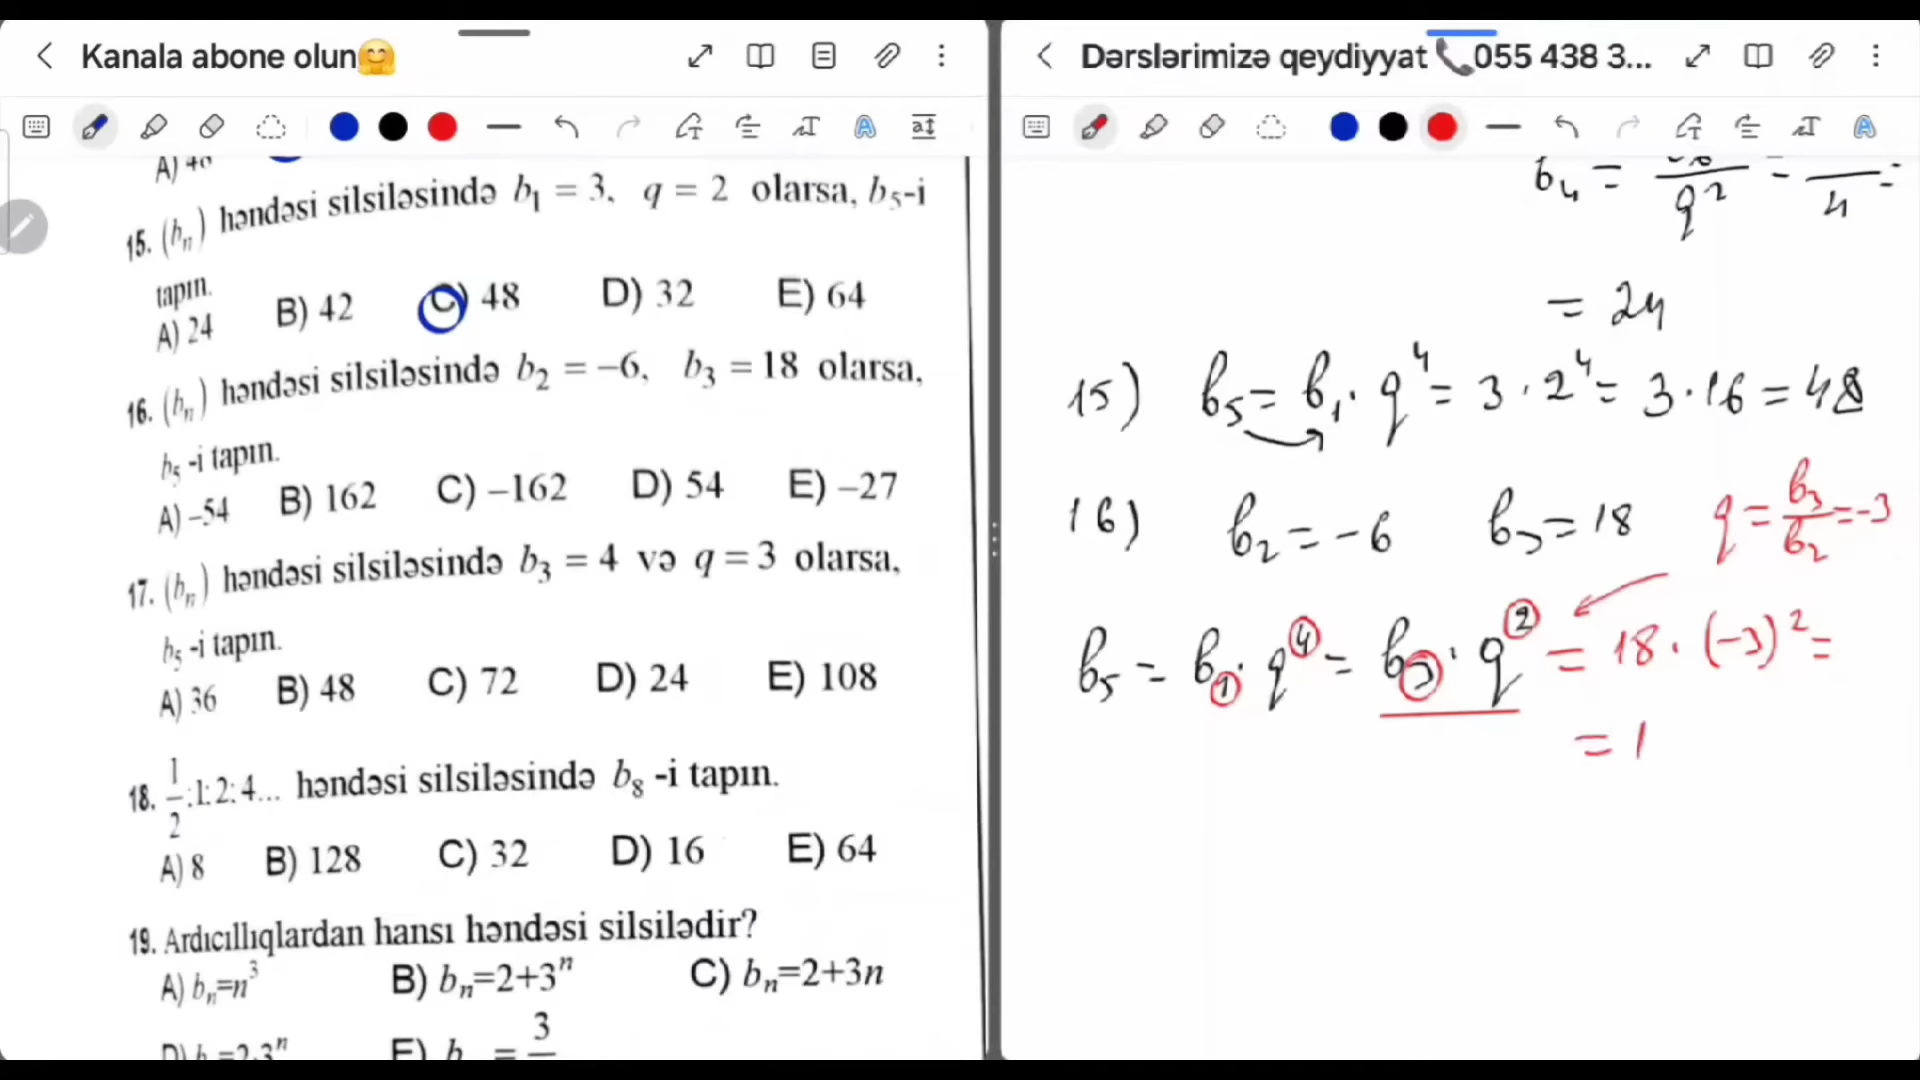 Kanala abone olun🤗
A) 48
15. (bₙ) həndəsi silsiləsində b₁ = 3, q = 2 olarsa, b₅-i
tapın.
A) 24 B) 42 C) 48 D) 32 E) 64
16. (bₙ) həndəsi silsiləsində b₂ = –6, b₃ = 18 olarsa,
b₅ -i tapın.
A) –54 B) 162 C) –162 D) 54 E) –27
17. (bₙ) həndəsi silsiləsində b₃ = 4 və q = 3 olarsa,
b₅ -i tapın.
A) 36 B) 48 C) 72 D) 24 E) 108
18. 1/2:1:2:4... həndəsi silsiləsində b₈ -i tapın.
A) 8 B) 128 C) 32 D) 16 E) 64
19. Ardıcıllıqlardan hansı həndəsi silsilədir?
A) bₙ=n³ B) bₙ=2+3ⁿ C) bₙ=2+3n
Dərslərimizə qeydiyyat 📞055 438 3...
= 24
15) b₅ = b₁ · q⁴ = 3 · 2⁴ = 3 · 16 = 48
16) b₂ = -6 b₃ = 18 q = b₃/b₂ = -3
b₅ = b₁ · q⁴ = b₃ · q² = 18 · (-3)² =
= 1